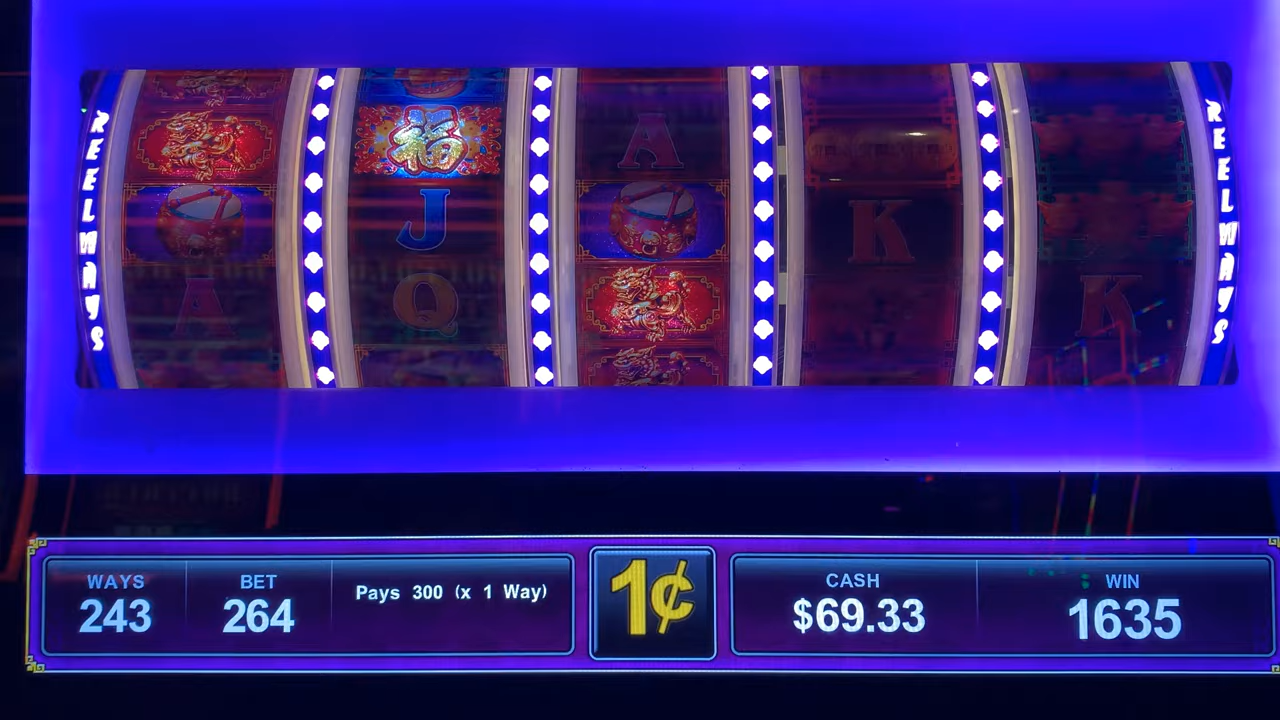 REELWAYS
福
J
Q
A
A
K
K
REELWAYS
WAYS
243
BET
264
Pays 300 (x 1 Way)
1¢
CASH
$69.33
WIN
1635